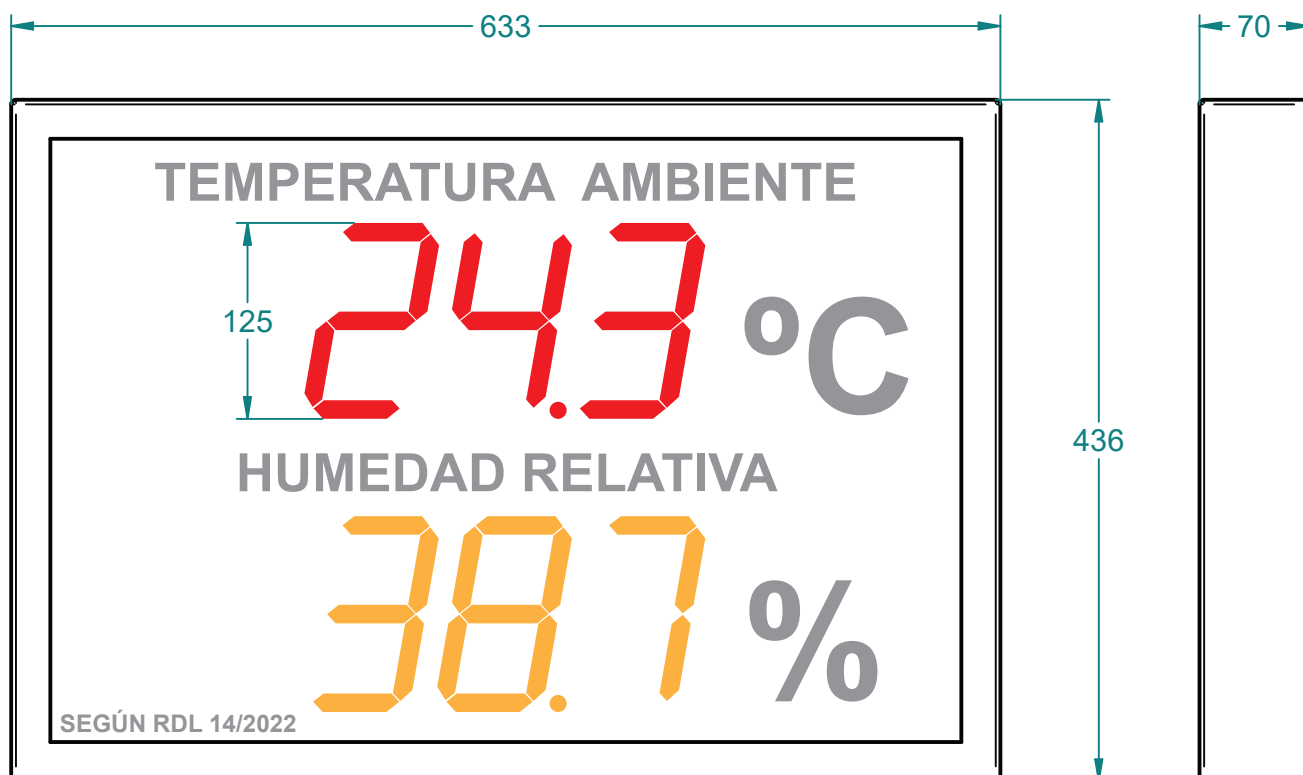 633
70
TEMPERATURA AMBIENTE
125
24.3 ºC
436
HUMEDAD RELATIVA
38.7 %
SEGÚN RDL 14/2022